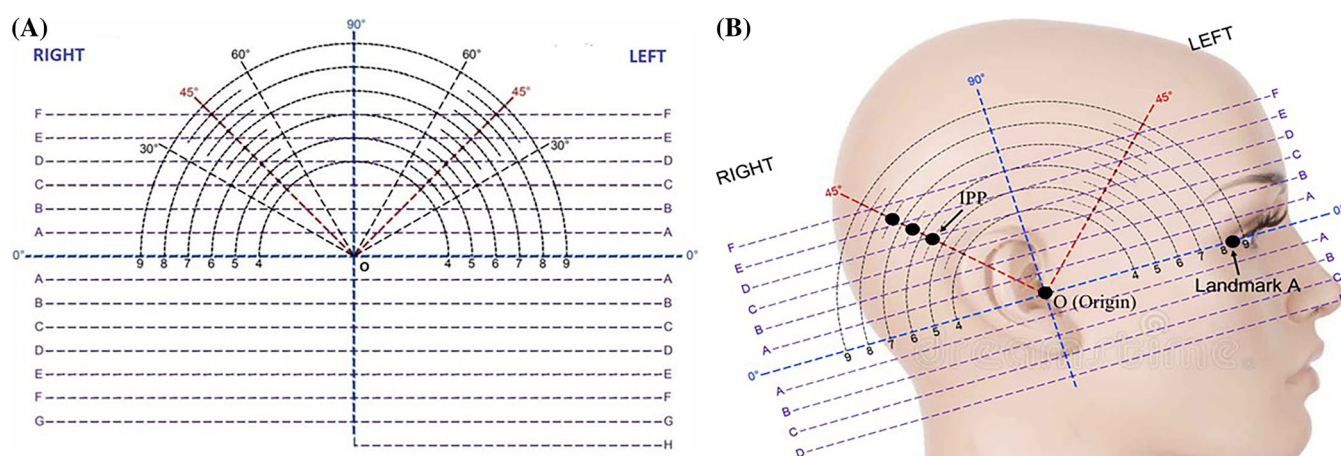 (A)
90°
RIGHT
LEFT
60°
60°
45°
45°
F
F
E
E
30°
30°
D
D
C
C
B
B
A
A
0°
O
0°
9 8 7 6 5 4 4 5 6 7 8 9
A
A
B
B
C
C
D
D
E
E
F
F
G
G
H
(B)
LEFT
90°
45°
F
E
D
C
B
A
0°
RIGHT
45°
IPP
F
E
D
C
B
A
0°
A
B
C
D
9 8 7 6 5 4
4 5 6 7 8 9
A
B
C
Landmark A
O (Origin)
dreamstime